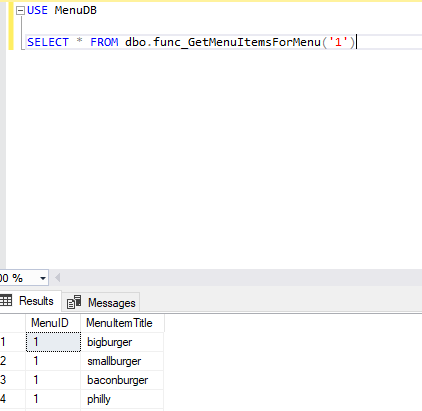 USE MenuDB
SELECT * FROM dbo.func_GetMenuItemsForMenu('1')
00 %
Results Messages
MenuID MenuItemTitle
1 1 bigburger
2 1 smallburger
3 1 baconburger
4 1 philly